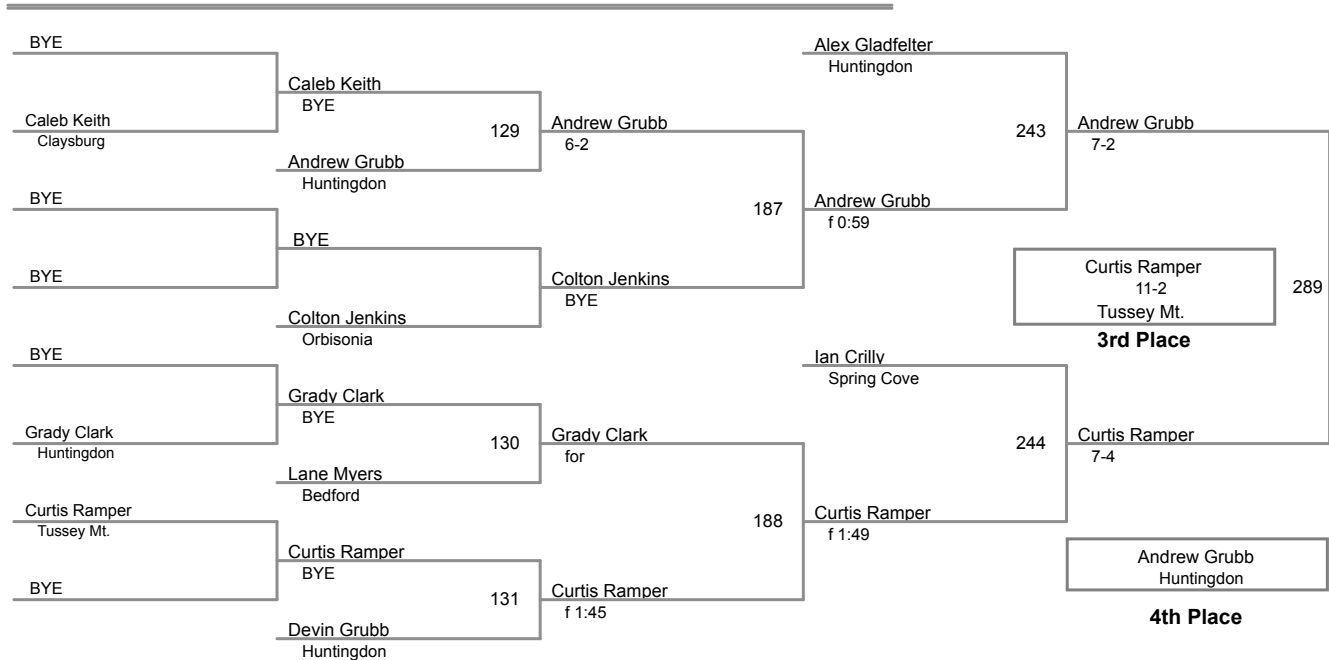 BYE
Caleb Keith
Claysburg
BYE
BYE
BYE
Grady Clark
Huntingdon
Curtis Ramper
Tussey Mt.
BYE
Caleb Keith
BYE
129
Andrew Grubb
Huntingdon
BYE
Colton Jenkins
Orbisonia
Grady Clark
BYE
130
Lane Myers
Bedford
Curtis Ramper
BYE
131
Devin Grubb
Huntingdon
Andrew Grubb
6-2
187
Colton Jenkins
BYE
Grady Clark
for
188
Curtis Ramper
f 1:45
Alex Gladfelter
Huntingdon
243
Andrew Grubb
f 0:59
Ian Crilly
Spring Cove
244
Curtis Ramper
f 1:49
Andrew Grubb
7-2
Curtis Ramper
11-2
Tussey Mt.
289
3rd Place
Curtis Ramper
7-4
Andrew Grubb
Huntingdon
4th Place